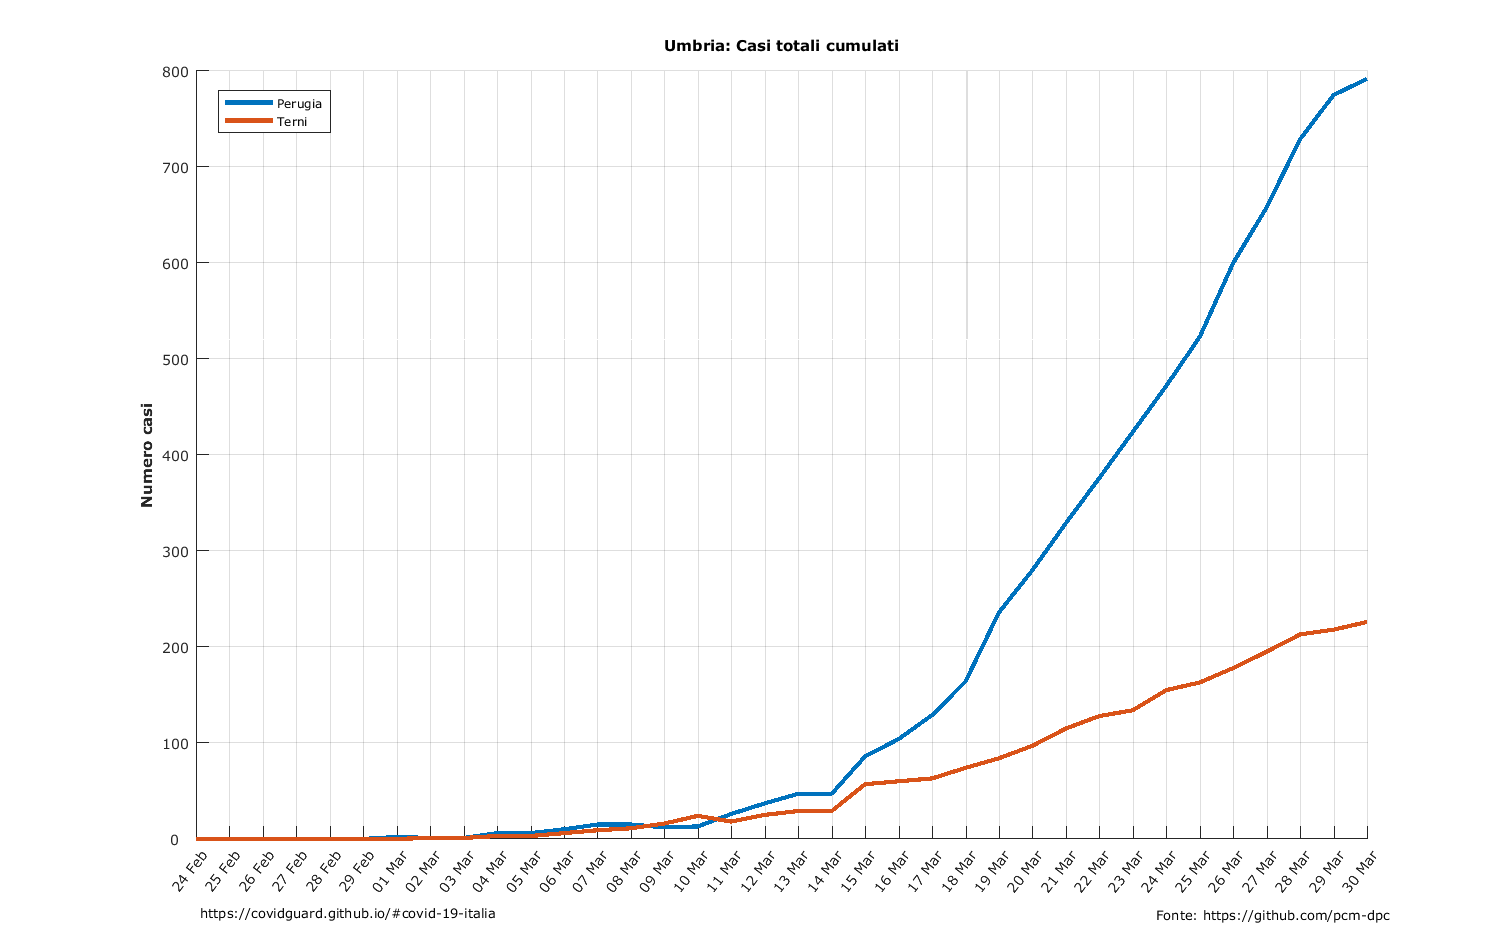 Umbria: Casi totali cumulati
Perugia
Terni
Numero casi
800
700
600
500
400
300
200
100
0
24 Feb
25 Feb
26 Feb
27 Feb
28 Feb
29 Feb
01 Mar
02 Mar
03 Mar
04 Mar
05 Mar
06 Mar
07 Mar
08 Mar
09 Mar
10 Mar
11 Mar
12 Mar
13 Mar
14 Mar
15 Mar
16 Mar
17 Mar
18 Mar
19 Mar
20 Mar
21 Mar
22 Mar
23 Mar
24 Mar
25 Mar
26 Mar
27 Mar
28 Mar
29 Mar
30 Mar
https://covidguard.github.io/#covid-19-italia
Fonte: https://github.com/pcm-dpc